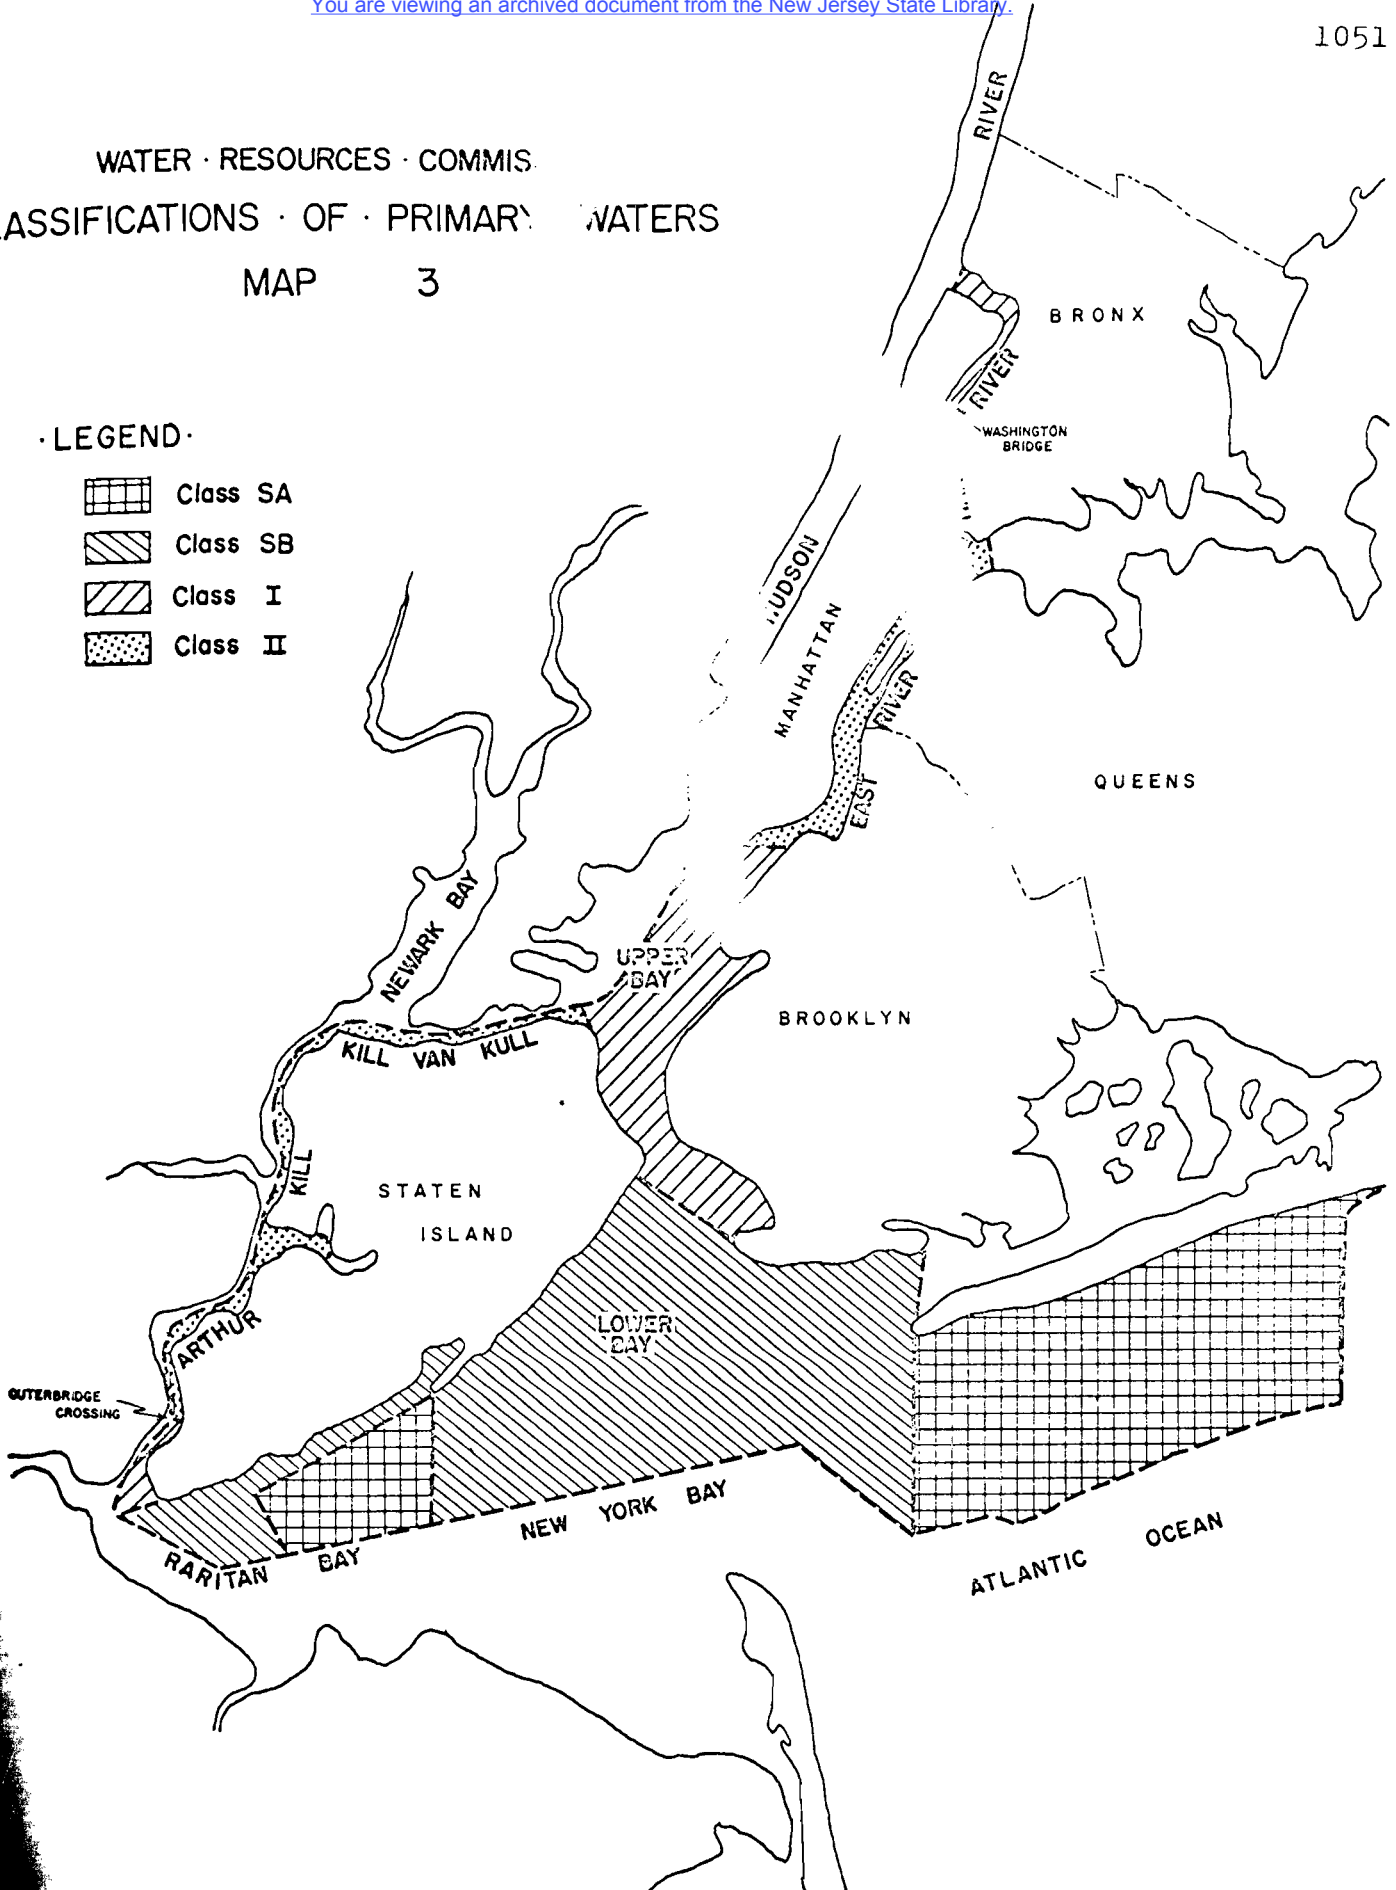 You are viewing an archived document from the New Jersey State Library.
1051
WATER · RESOURCES · COMMIS
ASSIFICATIONS · OF · PRIMARY WATERS
MAP 3
· LEGEND ·
Class SA
Class SB
Class I
Class II
RIVER
BRONX
RIVER
WASHINGTON
BRIDGE
HUDSON
MANHATTAN
RIVER
EAST
QUEENS
NEWARK BAY
UPPER
BAY
BROOKLYN
KILL VAN KULL
KILL
STATEN
ISLAND
ARTHUR
LOWER
BAY
OUTERBRIDGE
CROSSING
RARITAN BAY
NEW YORK BAY
ATLANTIC OCEAN